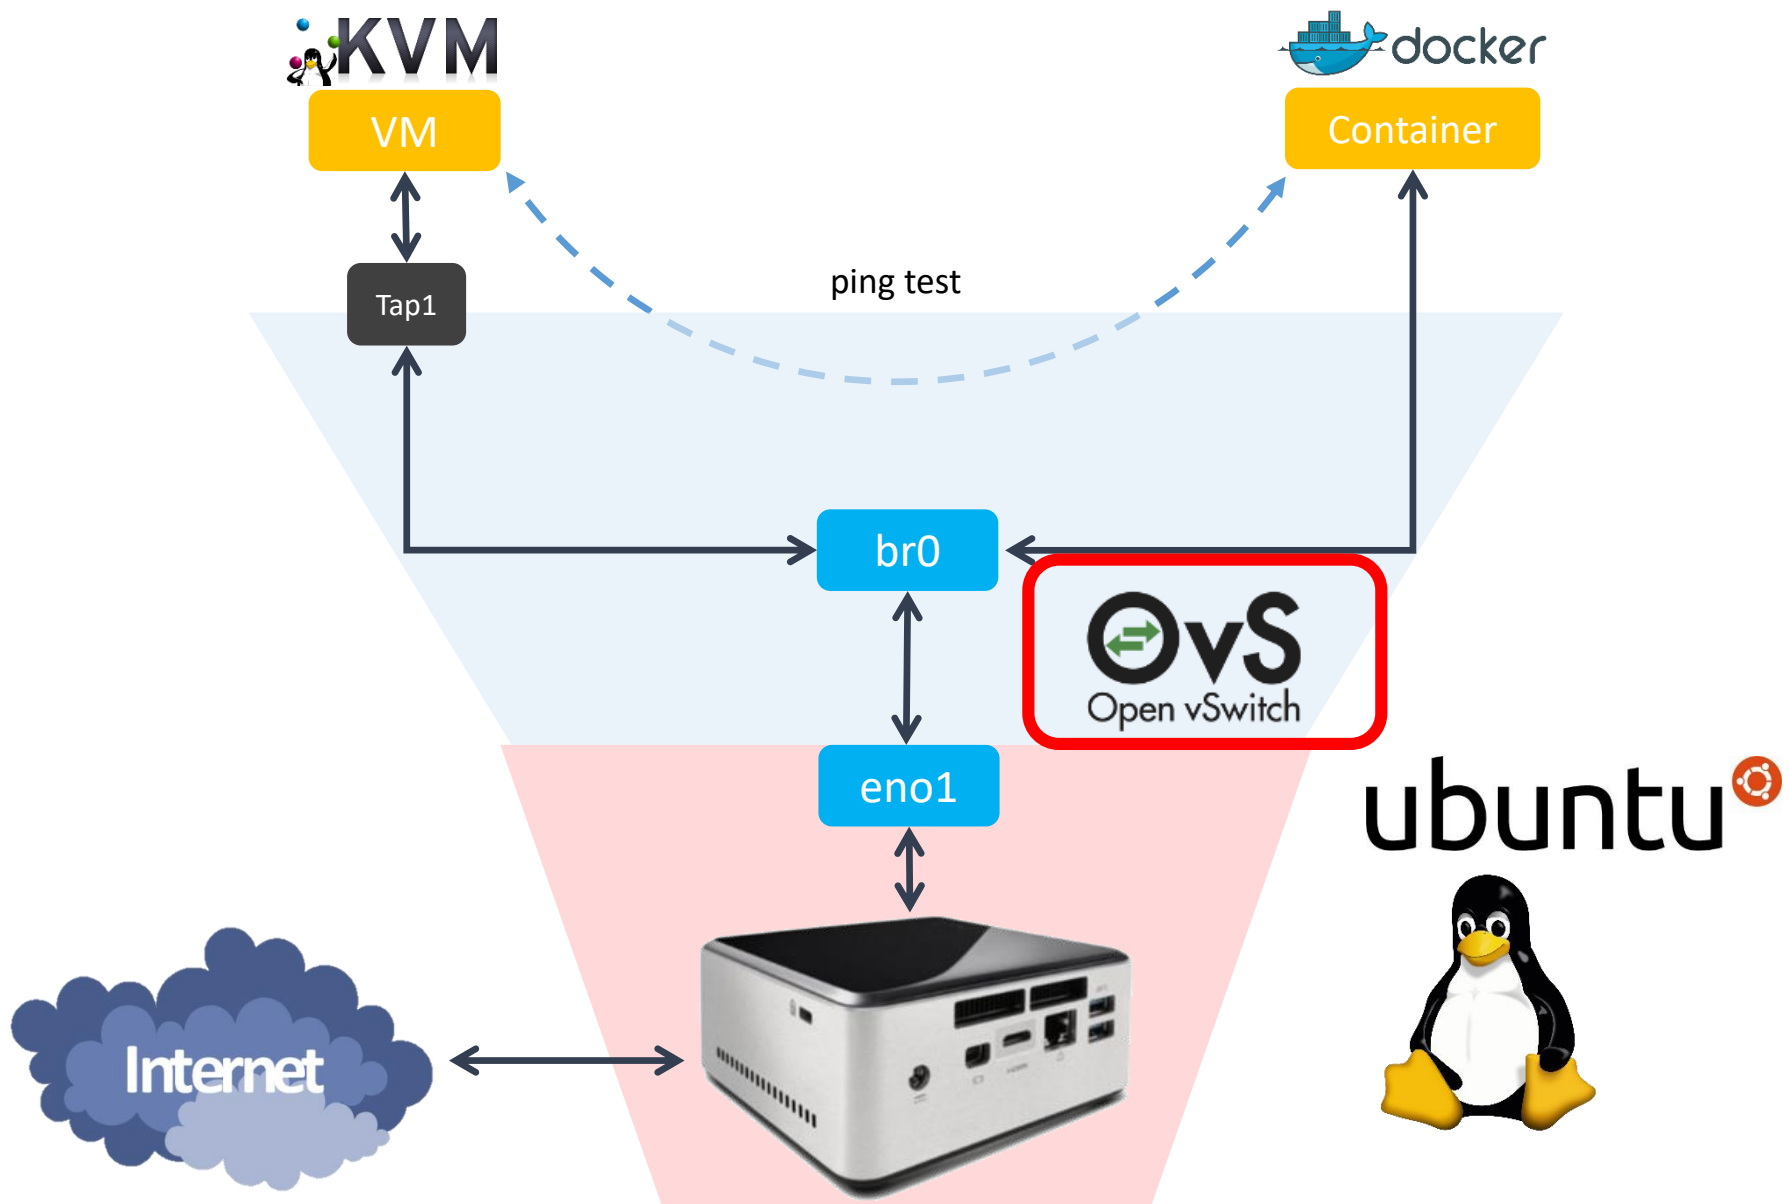 KVM
docker
VM
Container
ping test
Tap1
br0
OvS
Open vSwitch
eno1
ubuntu
Internet